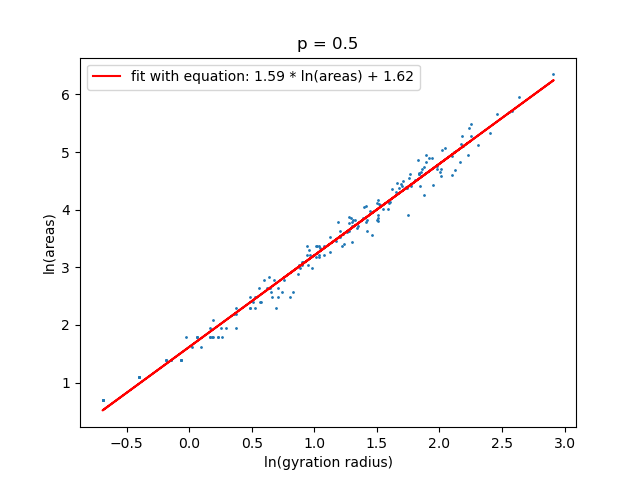 p = 0.5
fit with equation: 1.59 * ln(areas) + 1.62
ln(areas)
6
5
4
3
2
1
−0.5 0.0 0.5 1.0 1.5 2.0 2.5 3.0
ln(gyration radius)